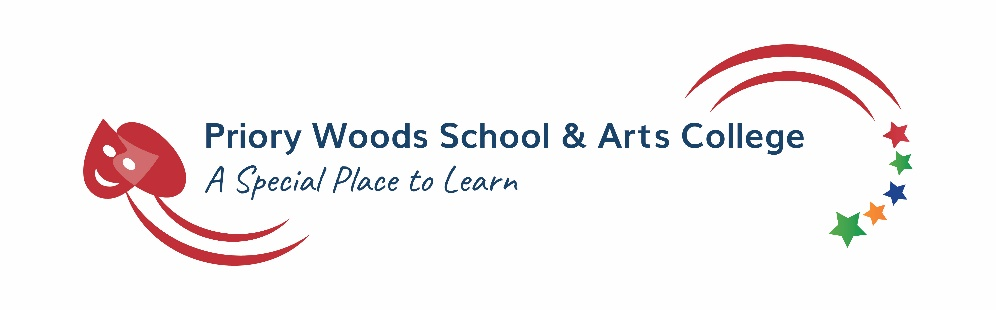 Priory Woods School & Arts College
A Special Place to Learn